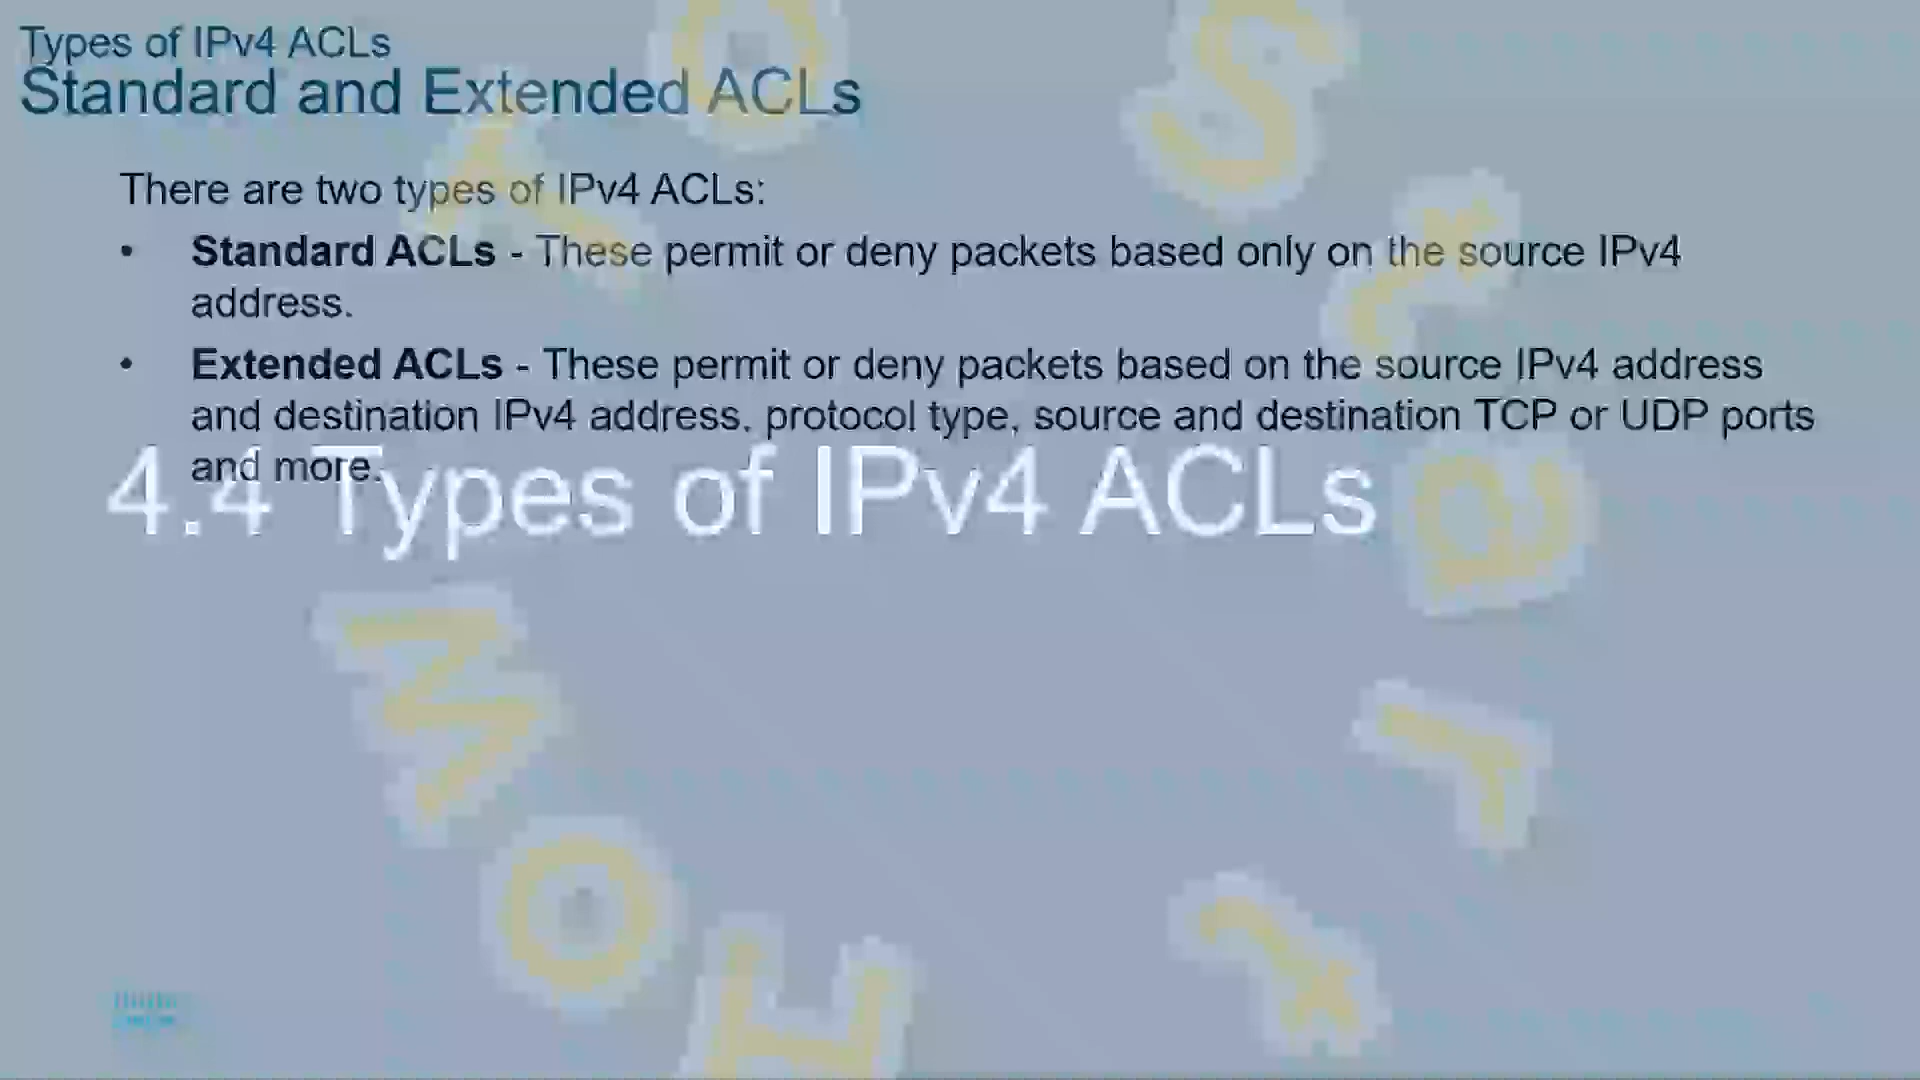 Types of IPv4 ACLs
Standard and Extended ACLs
There are two types of IPv4 ACLs:
• Standard ACLs - These permit or deny packets based only on the source IPv4
address.
• Extended ACLs - These permit or deny packets based on the source IPv4 address
and destination IPv4 address, protocol type, source and destination TCP or UDP ports
and more.
4.4 Types of IPv4 ACLs